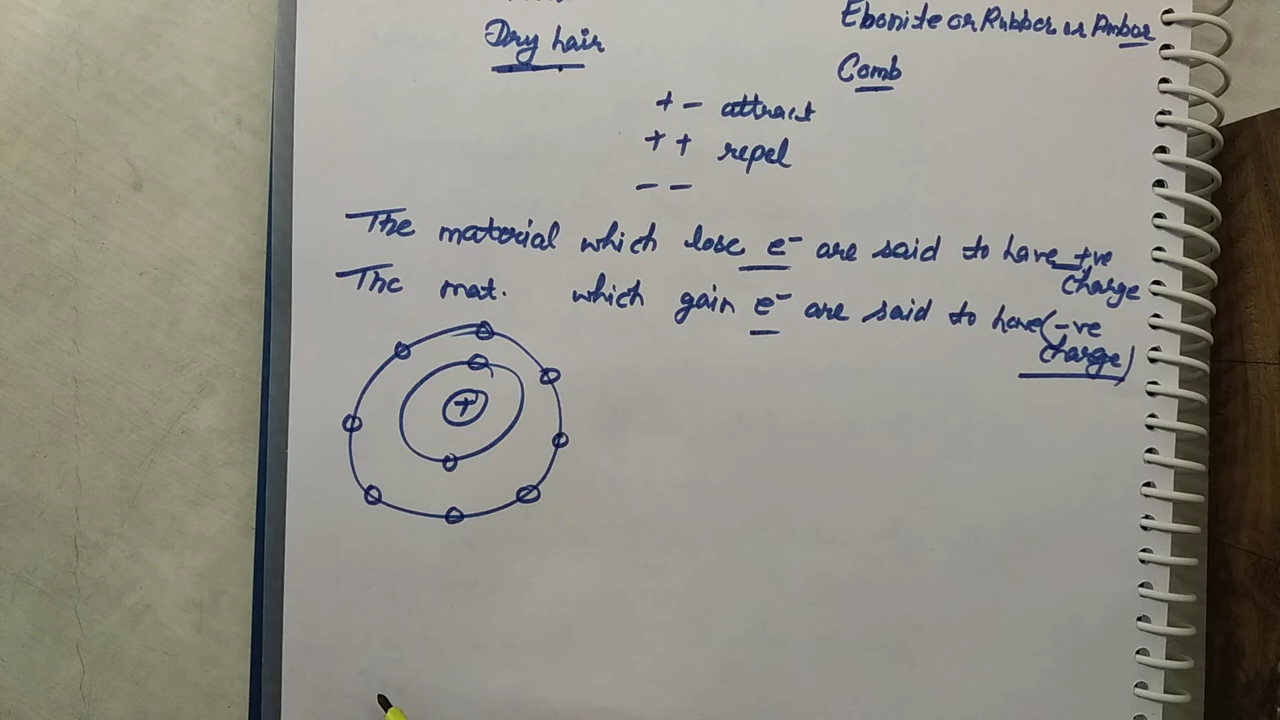 Dry hair
Ebonite or Rubber or Ambar
Comb
+ - attract
+ + repel
- -
The material which lose e⁻ are said to have +ve
charge
The mat. which gain e⁻ are said to have (-ve
charge)
+